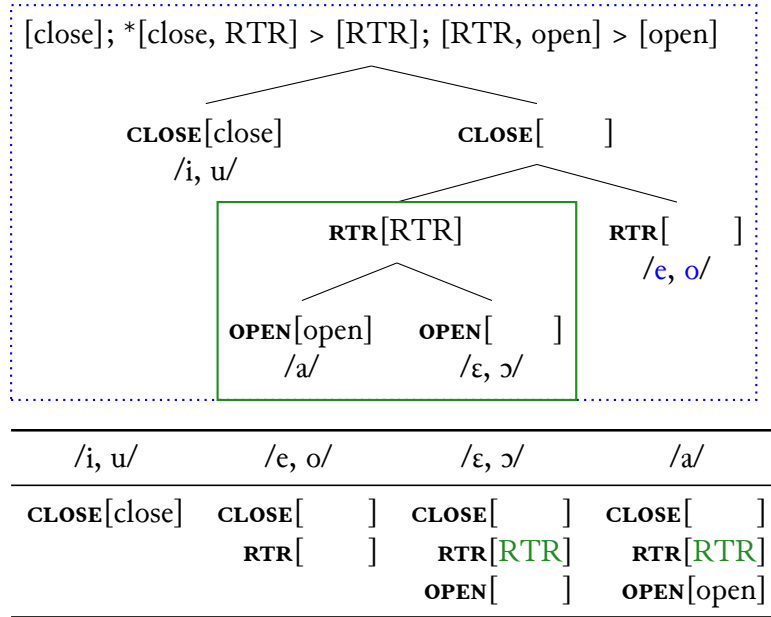 [close]; *[close, RTR] > [RTR]; [RTR, open] > [open]
CLOSE[close] CLOSE[ ]
/i, u/
RTR[RTR] RTR[ ]
/e, o/
OPEN[open] OPEN[ ]
/a/ /ɛ, ɔ/
/i, u/ /e, o/ /ɛ, ɔ/ /a/
CLOSE[close] CLOSE[ ] CLOSE[ ] CLOSE[ ]
RTR[ ] RTR[RTR] RTR[RTR]
OPEN[ ] OPEN[open]